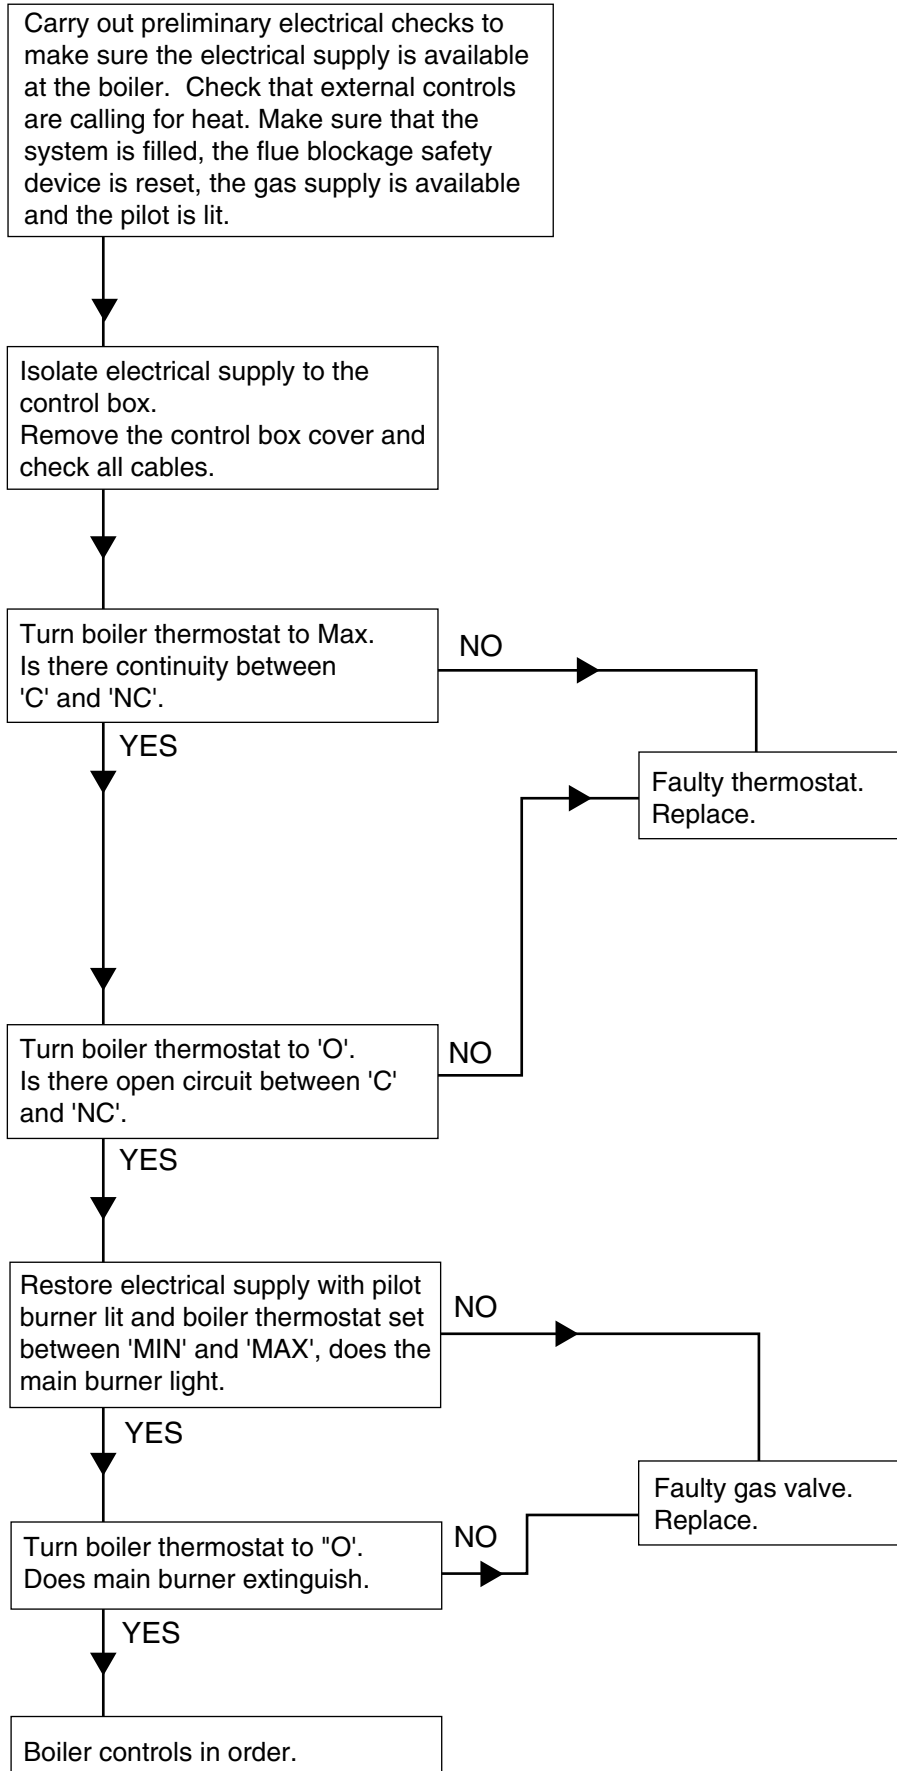 Carry out preliminary electrical checks to
make sure the electrical supply is available
at the boiler.  Check that external controls
are calling for heat. Make sure that the
system is filled, the flue blockage safety
device is reset, the gas supply is available
and the pilot is lit.
Isolate electrical supply to the
control box.
Remove the control box cover and
check all cables.
Turn boiler thermostat to Max.
Is there continuity between
'C' and 'NC'.
NO
YES
Faulty thermostat.
Replace.
Turn boiler thermostat to 'O'.
Is there open circuit between 'C'
and 'NC'.
NO
YES
Restore electrical supply with pilot
burner lit and boiler thermostat set
between 'MIN' and 'MAX', does the
main burner light.
NO
YES
Faulty gas valve.
Replace.
Turn boiler thermostat to "O'.
Does main burner extinguish.
NO
YES
Boiler controls in order.